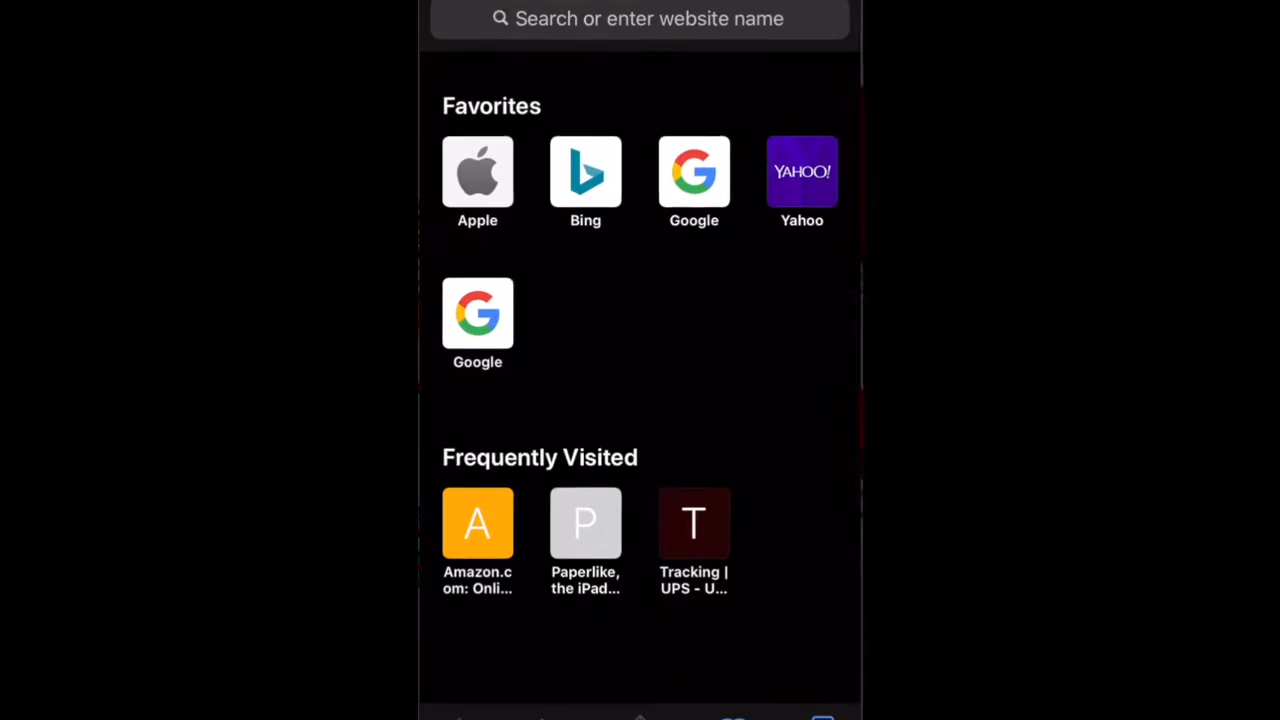 Search or enter website name
Favorites
YAHOO!
Apple
Bing
Google
Yahoo
Google
Frequently Visited
A
P
T
Amazon.c
om: Onli...
Paperlike,
the iPad...
Tracking |
UPS - U...